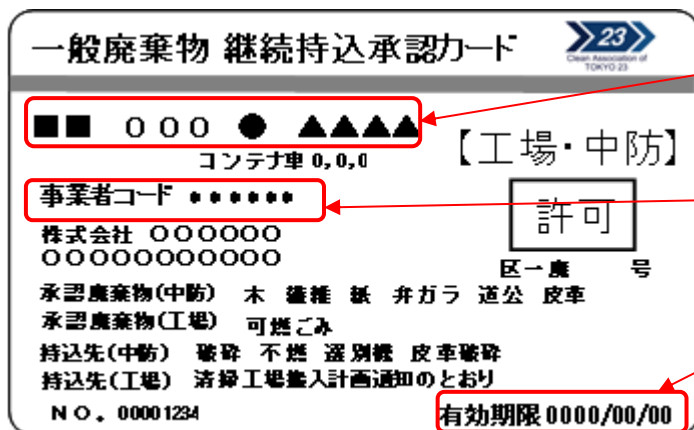 一般廃棄物 継続持込承認カード
23
Clean Association of
TOKYO 23
■■ 000 ● ▲▲▲▲
コンテナ車 0,0,0
【工場・中防】
事業者コード ●●●●●●
許可
株式会社 〇〇〇〇〇〇
〇〇〇〇〇〇〇〇〇〇〇
区一廃 号
承認廃棄物(中防) 木 繊維 紙 弁ガラ 道公 皮革
承認廃棄物(工場) 可燃ごみ
持込先(中防) 破砕 不燃 選別機 皮革破砕
持込先(工場) 清掃工場搬入計画通知のとおり
NO. 00001234
有効期限 0000/00/00